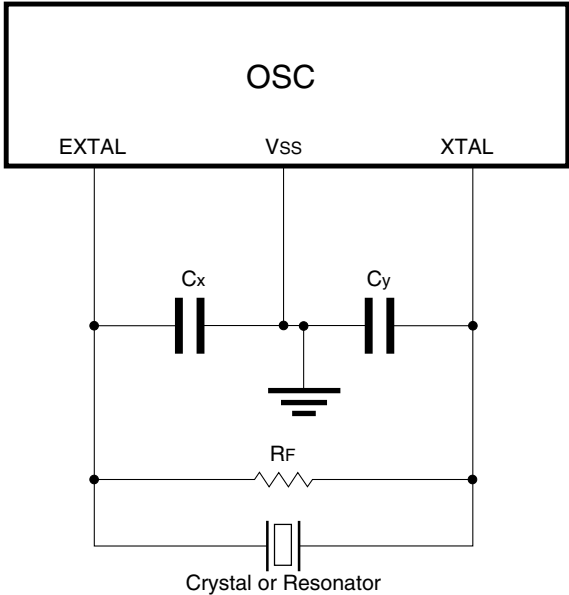 OSC
EXTAL VSS XTAL
Cx Cy
RF
Crystal or Resonator